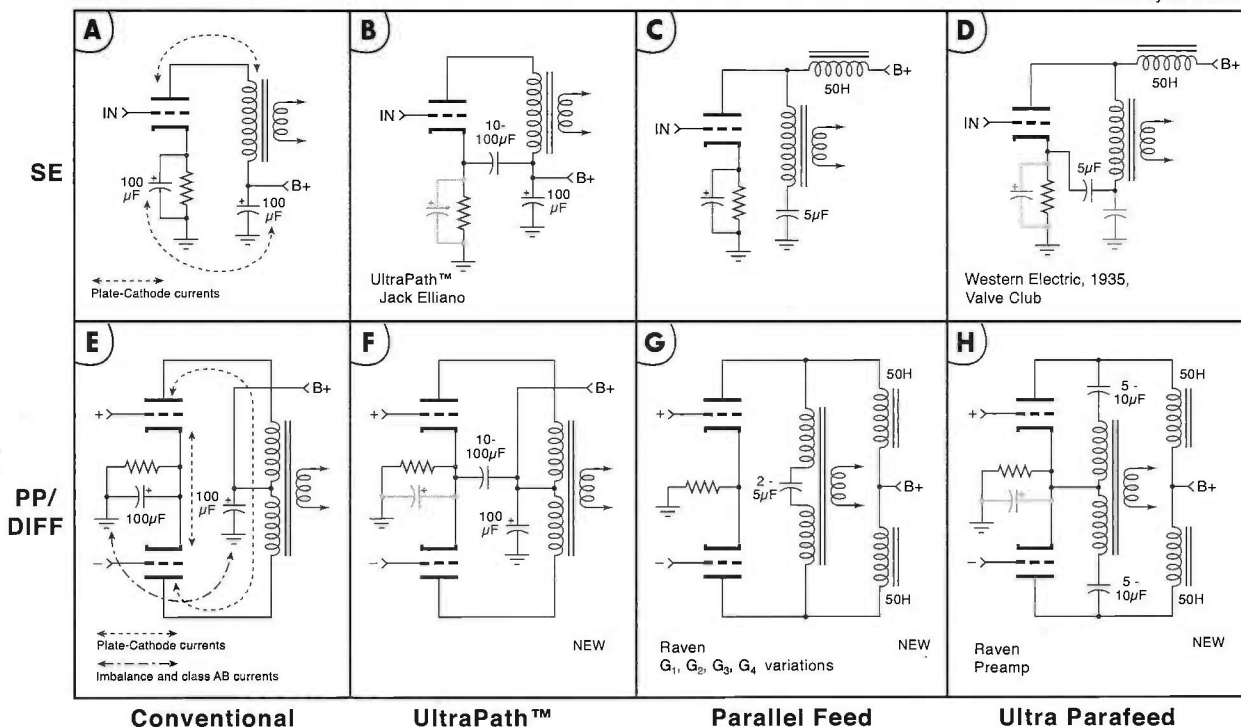 A
IN
100
µF
100
µF
B+
Plate-Cathode currents
B
IN
10-
100µF
B+
100
µF
UltraPath™
Jack Elliano
C
50H
B+
IN
5µF
D
50H
B+
IN
5µF
Western Electric, 1935,
Valve Club
SE
E
B+
+
100µF
100
µF
−
Plate-Cathode currents
Imbalance and class AB currents
F
B+
+
10-
100µF
100
µF
−
NEW
G
50H
+
2 -
5µF
B+
−
50H
Raven
G₁, G₂, G₃, G₄ variations
NEW
H
50H
5 -
10µF
+
B+
−
5 -
10µF
50H
Raven
Preamp
NEW
PP/
DIFF
Conventional
UltraPath™
Parallel Feed
Ultra Parafeed